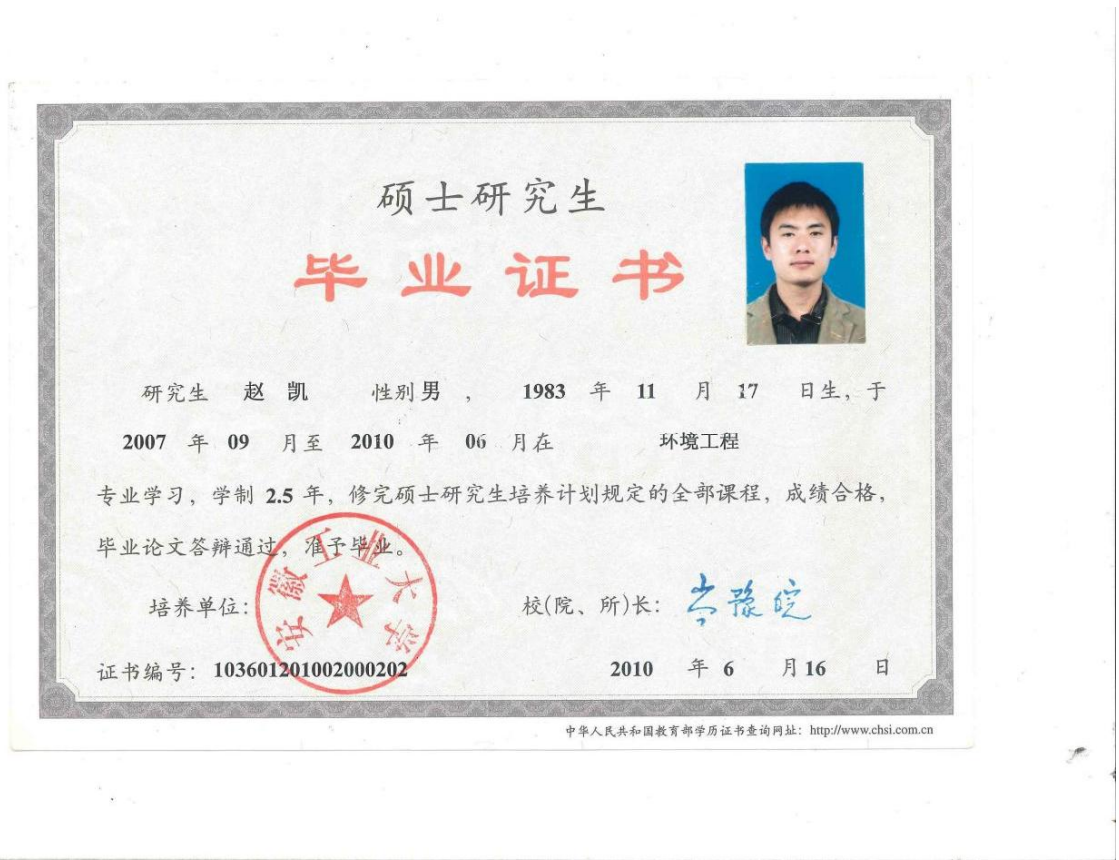 硕士研究生
毕业证书
研究生 赵凯 性别男， 1983 年 11 月 17 日生，于
2007 年 09 月至 2010 年 06 月在 环境工程
专业学习，学制 2.5 年，修完硕士研究生培养计划规定的全部课程，成绩合格，
毕业论文答辩通过，准予毕业。
安徽工业大学
培养单位： 校(院、所)长： 岑豫皖
证书编号：103601201002000202 2010 年 6 月 16 日
中华人民共和国教育部学历证书查询网址：http://www.chsi.com.cn